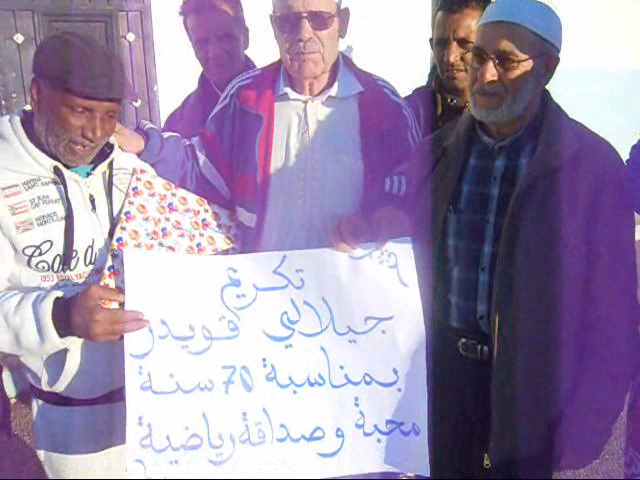 تكريم
جيلالي قويدر
بمناسبة 70 سنة
محبة وصداقة رياضية